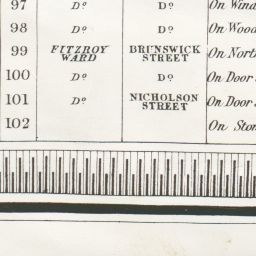 97 Dº Dº On Wind
98 Dº Dº On Wood
99 FITZROY WARD BRUNSWICK STREET On North
100 Dº Dº On Door
101 Dº NICHOLSON STREET On Door
102 On Ston